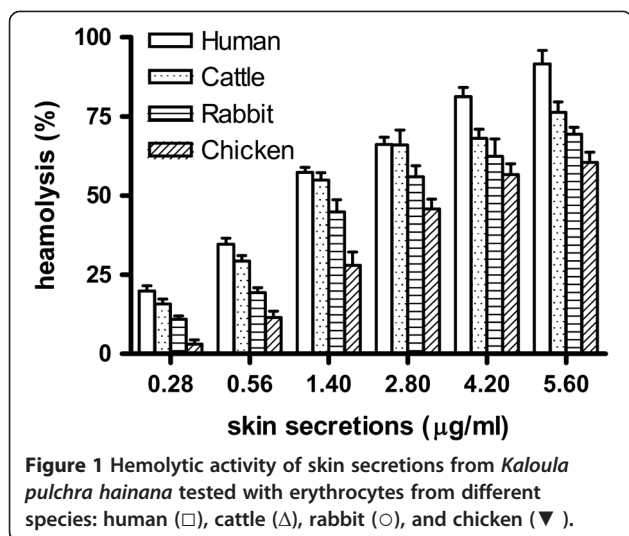 100
75
50
25
0
heamolysis (%)
Human
Cattle
Rabbit
Chicken
0.28 0.56 1.40 2.80 4.20 5.60
skin secretions (μg/ml)
Figure 1 Hemolytic activity of skin secretions from Kaloula
pulchra hainana tested with erythrocytes from different
species: human (□), cattle (Δ), rabbit (○), and chicken (▼ ).